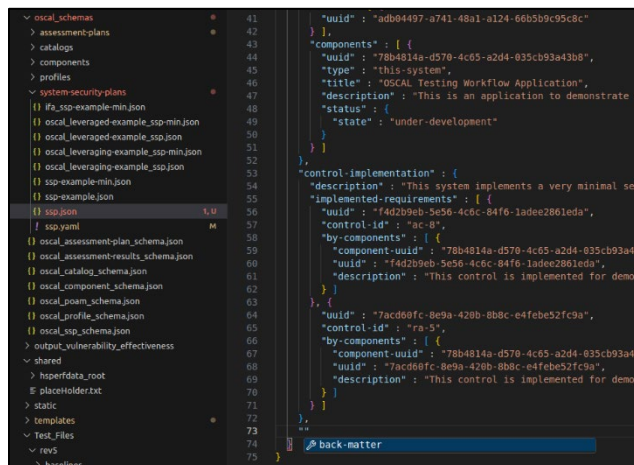 oscal_schemas
assessment-plans
catalogs
components
profiles
system-security-plans
{} ifa_ssp-example-min.json
{} oscal_leveraged-example_ssp-min.json
{} oscal_leveraged-example_ssp.json
{} oscal_leveraging-example_ssp-min.json
{} oscal_leveraging-example_ssp.json
{} ssp-example-min.json
{} ssp-example.json
{} ssp.json 1, U
! ssp.yaml M
{} oscal_assessment-plan_schema.json
{} oscal_assessment-results_schema.json
{} oscal_catalog_schema.json
{} oscal_component_schema.json
{} oscal_poam_schema.json
{} oscal_profile_schema.json
{} oscal_ssp_schema.json
output_vulnerability_effectiveness
shared
hsperfdata_root
placeHolder.txt
static
templates
Test_Files
rev5
baselines
41 "uuid" : "adb04497-a741-48a1-a124-66b5b9c95c8c"
42 } ],
43 "components" : [ {
44 "uuid" : "78b4814a-d570-4c65-a2d4-035cb93a43b8",
45 "type" : "this-system",
46 "title" : "OSCAL Testing Workflow Application",
47 "description" : "This is an application to demonstrate
48 "status" : {
49 "state" : "under-development"
50 }
51 } ]
52 },
53 "control-implementation" : {
54 "description" : "This system implements a very minimal se
55 "implemented-requirements" : [ {
56 "uuid" : "f4d2b9eb-5e56-4c6c-84f6-1adee2861eda",
57 "control-id" : "ac-8",
58 "by-components" : [ {
59 "component-uuid" : "78b4814a-d570-4c65-a2d4-035cb93a4
60 "uuid" : "f4d2b9eb-5e56-4c6c-84f6-1adee2861eda",
61 "description" : "This control is implemented for demo
62 } ]
63 }, {
64 "uuid" : "7acd60fc-8e9a-420b-8b8c-e4febe52fc9a",
65 "control-id" : "ra-5",
66 "by-components" : [ {
67 "component-uuid" : "78b4814a-d570-4c65-a2d4-035cb93a4
68 "uuid" : "7acd60fc-8e9a-420b-8b8c-e4febe52fc9a",
69 "description" : "This control is implemented for demo
70 } ]
71 } ]
72 },
73 ""
74 } back-matter
75 }